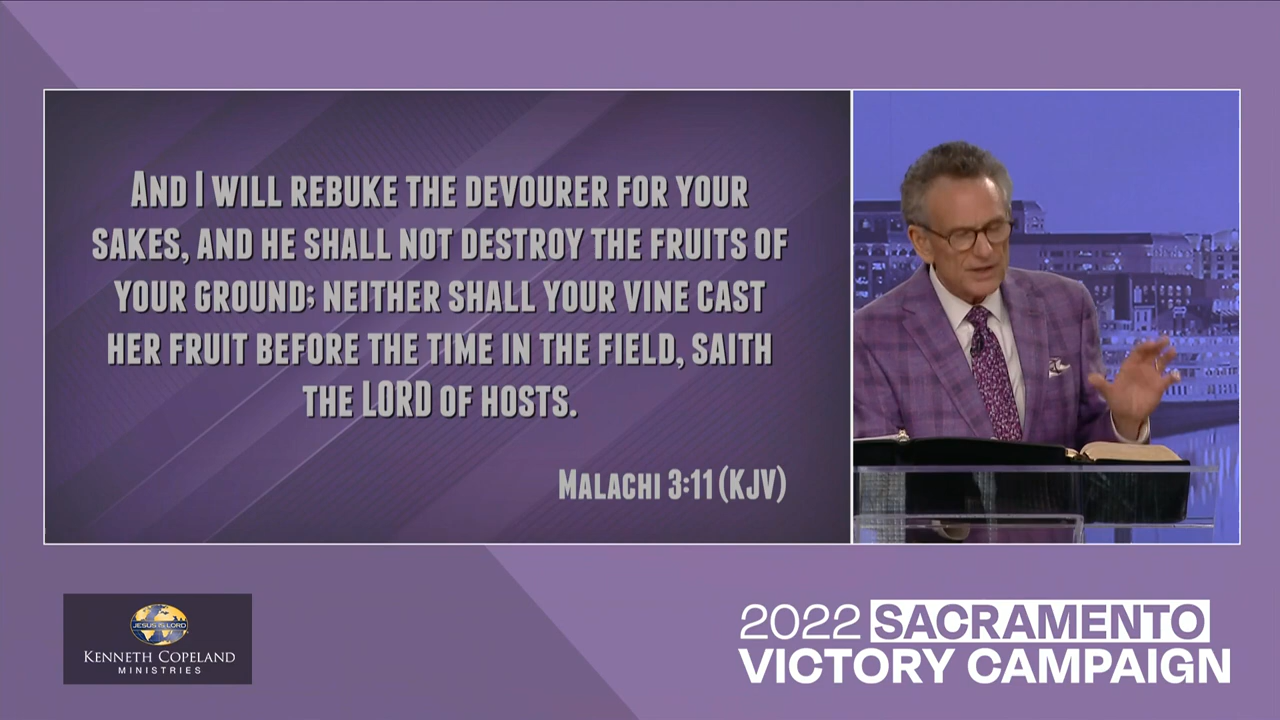 And I will rebuke the devourer for your
sakes, and he shall not destroy the fruits of
your ground; neither shall your vine cast
her fruit before the time in the field, saith
the LORD of hosts.
Malachi 3:11 (KJV)
JESUS IS LORD
KENNETH COPELAND
MINISTRIES
2022 SACRAMENTO
VICTORY CAMPAIGN